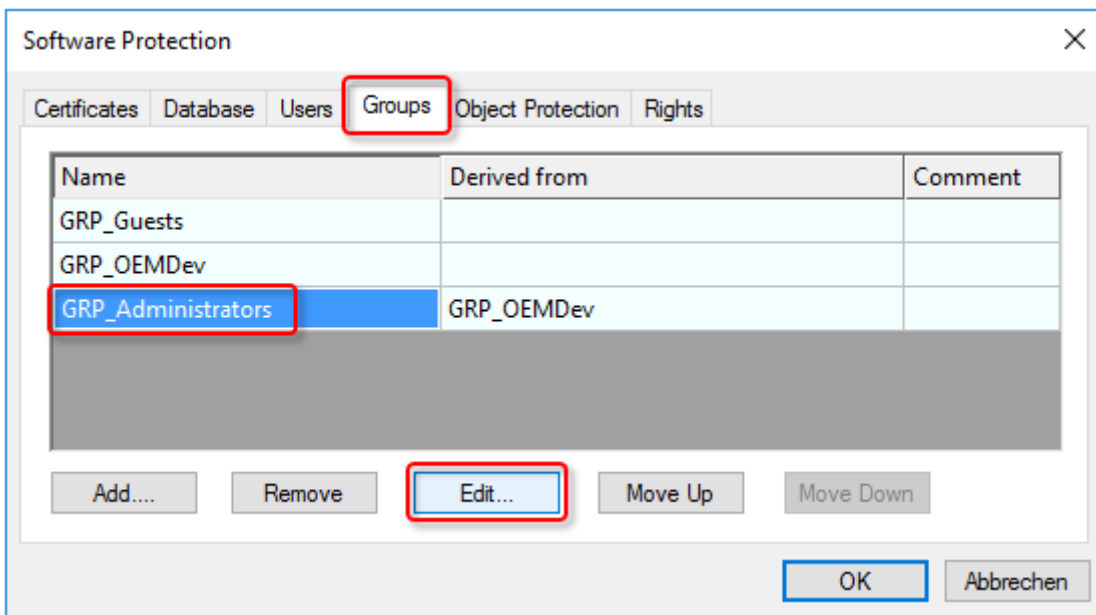 Software Protection
Certificates Database Users Groups Object Protection Rights
Name Derived from Comment
GRP_Guests
GRP_OEMDev
GRP_Administrators GRP_OEMDev
Add.... Remove Edit... Move Up Move Down
OK Abbrechen